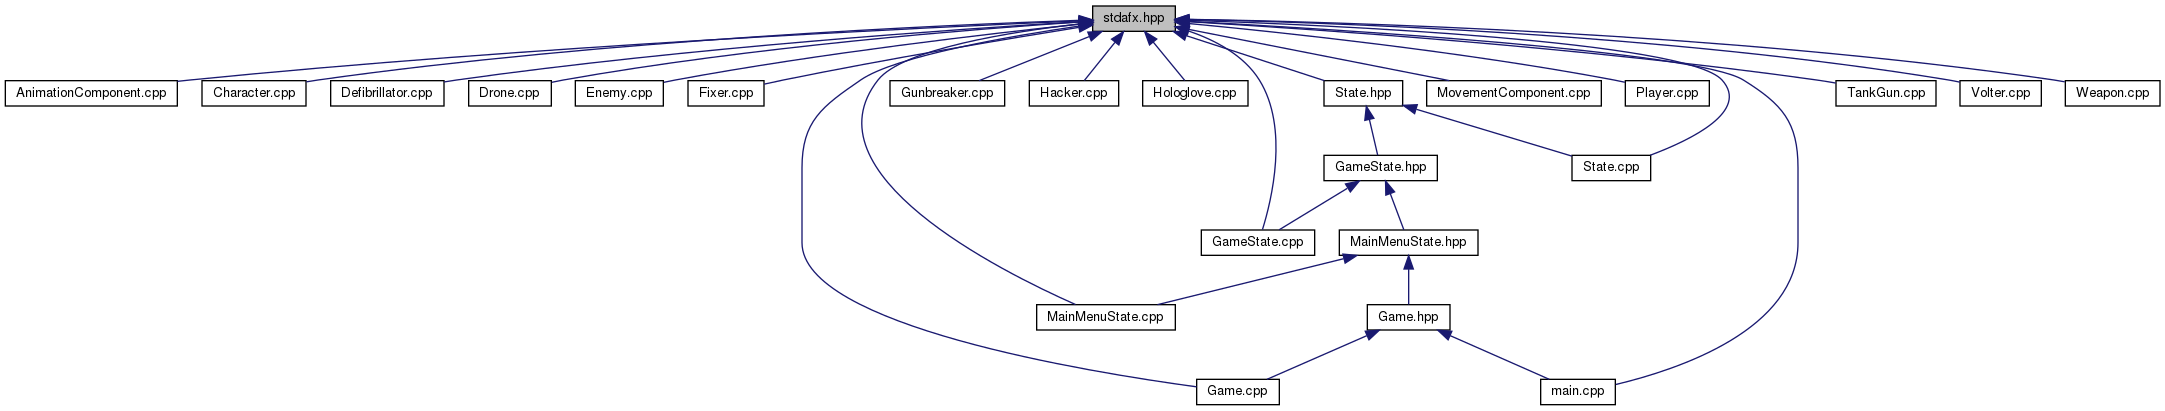 stdafx.hpp
AnimationComponent.cpp
Character.cpp
Defibrillator.cpp
Drone.cpp
Enemy.cpp
Fixer.cpp
Gunbreaker.cpp
Hacker.cpp
Hologlove.cpp
State.hpp
MovementComponent.cpp
Player.cpp
TankGun.cpp
Volter.cpp
Weapon.cpp
GameState.hpp
State.cpp
GameState.cpp
MainMenuState.hpp
MainMenuState.cpp
Game.hpp
Game.cpp
main.cpp